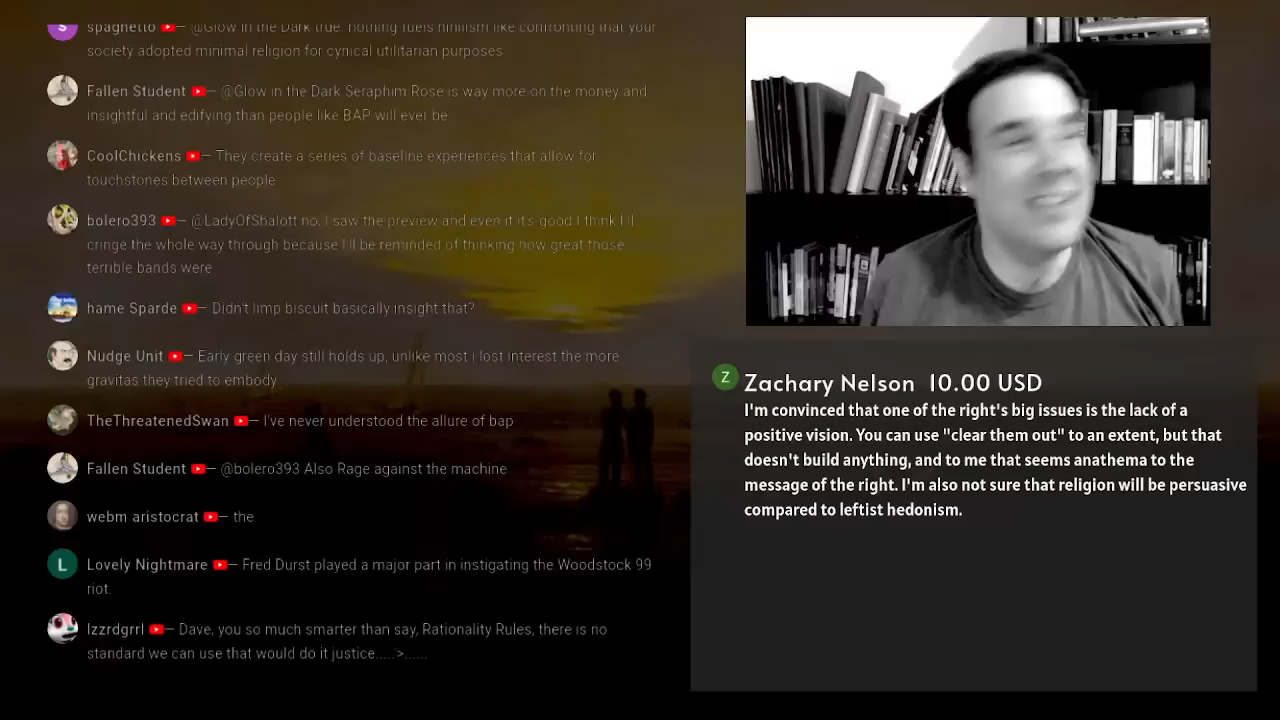 S spaghetto — @Glow in the Dark true. nothing fuels nihilism like confronting that your
society adopted minimal religion for cynical utilitarian purposes
Fallen Student — @Glow in the Dark Seraphim Rose is way more on the money and
insightful and edifying than people like BAP will ever be
CoolChickens — They create a series of baseline experiences that allow for
touchstones between people
bolero393 — @LadyOfShalott no, I saw the preview and even if it's good I think I'll
cringe the whole way through because I'll be reminded of thinking how great those
terrible bands were
hame Sparde — Didn't limp biscuit basically insight that?
Nudge Unit — Early green day still holds up, unlike most i lost interest the more
gravitas they tried to embody
TheThreatenedSwan — I've never understood the allure of bap
Fallen Student — @bolero393 Also Rage against the machine
webm aristocrat — the
L Lovely Nightmare — Fred Durst played a major part in instigating the Woodstock 99
riot.
lzzrdgrrl — Dave, you so much smarter than say, Rationality Rules, there is no
standard we can use that would do it justice.....'>,......
Z Zachary Nelson 10.00 USD
I'm convinced that one of the right's big issues is the lack of a
positive vision. You can use "clear them out" to an extent, but that
doesn't build anything, and to me that seems anathema to the
message of the right. I'm also not sure that religion will be persuasive
compared to leftist hedonism.